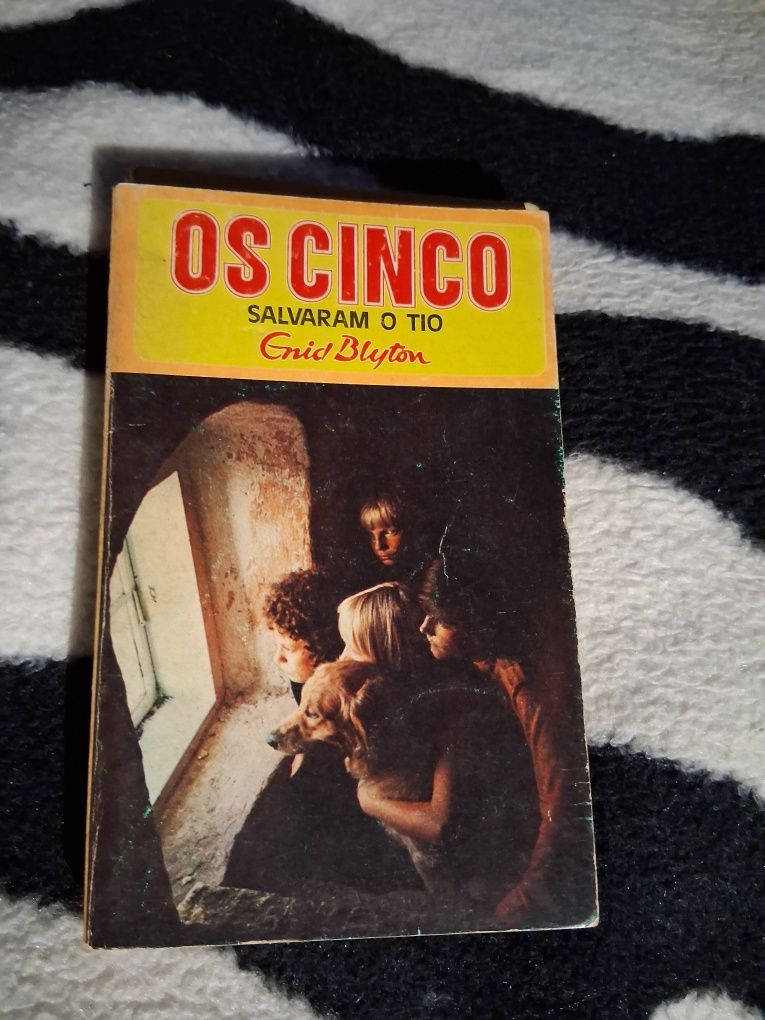 OS CINCO
SALVARAM O TIO
Enid Blyton